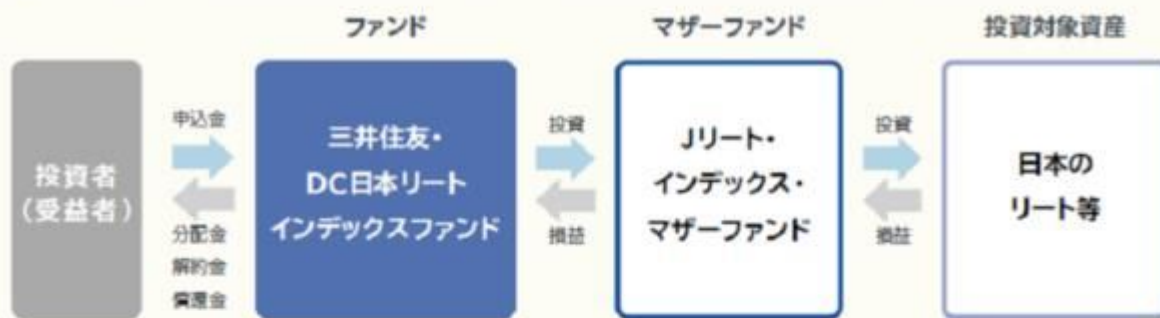 ファンド
マザーファンド
投資対象資産
投資者
（受益者）
申込金
分配金
解約金
償還金
三井住友・
DC日本リート
インデックスファンド
投資
損益
Jリート・
インデックス・
マザーファンド
投資
損益
日本の
リート等